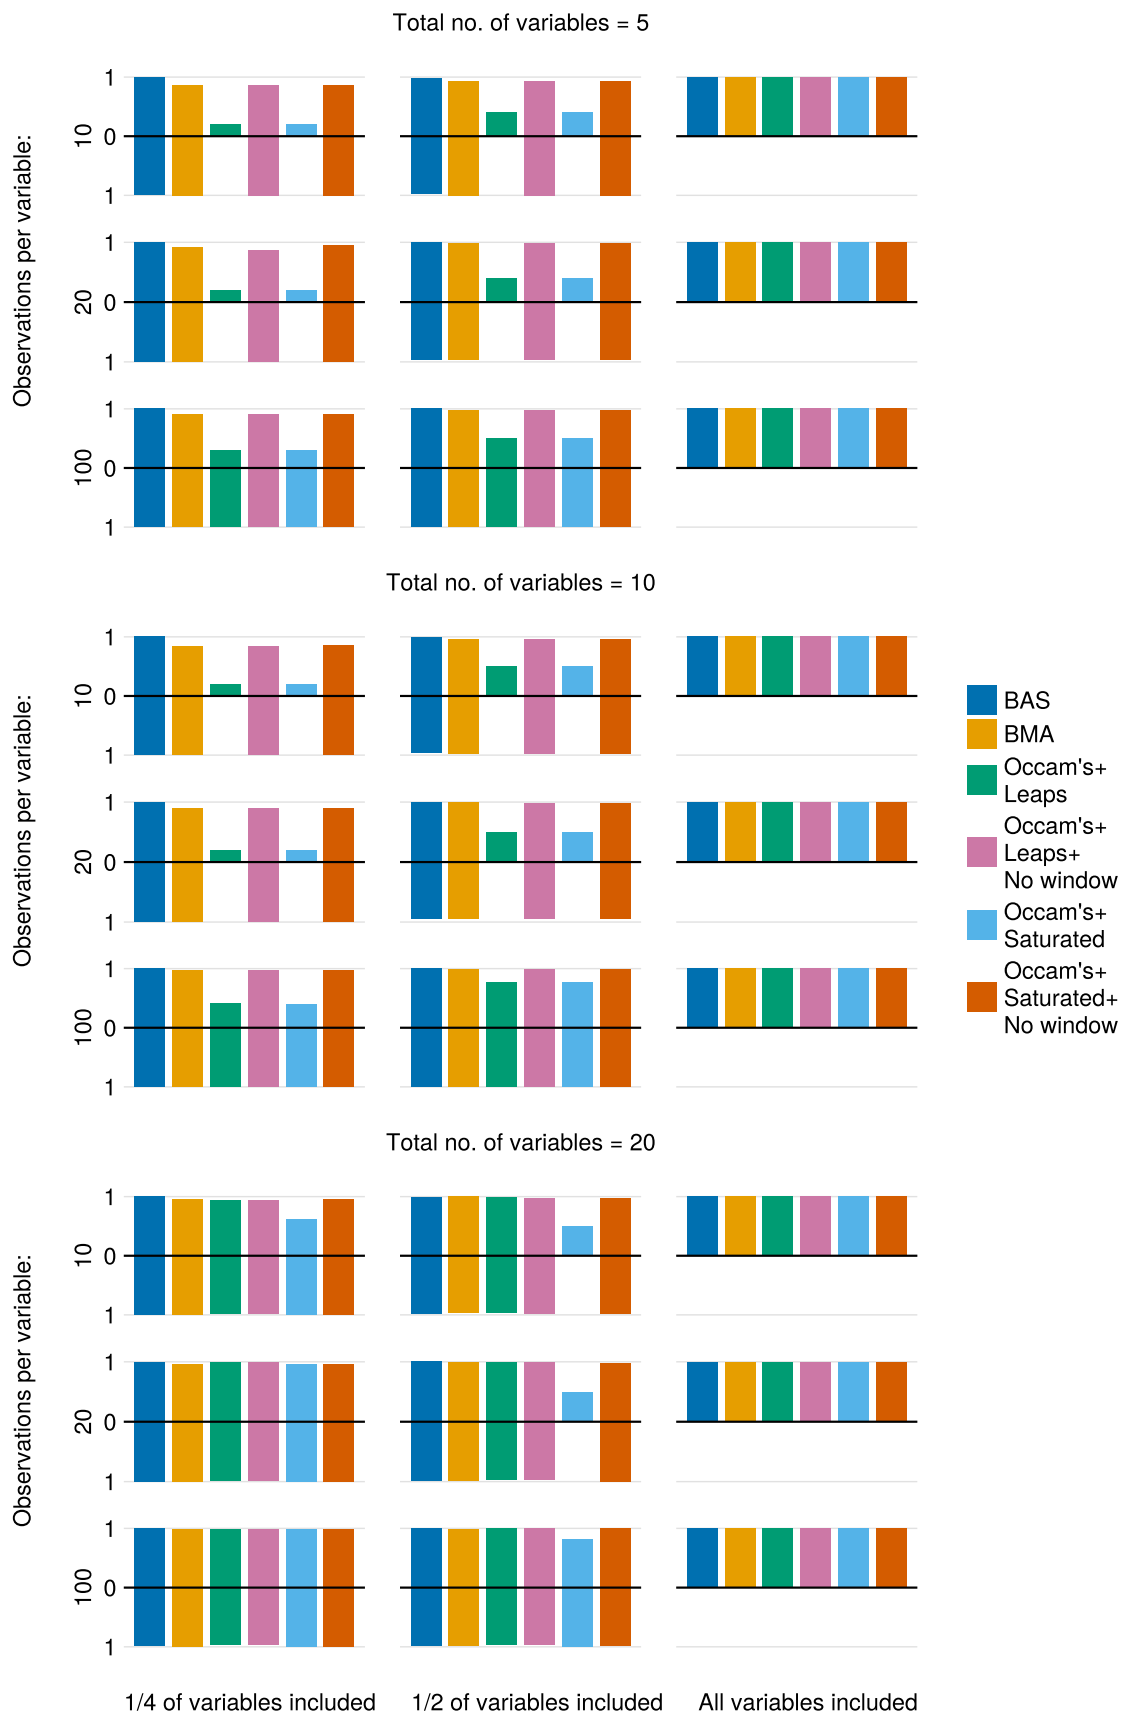 Total no. of variables = 5
Observations per variable:
10
1
0
1
20
1
0
1
100
1
0
1
Total no. of variables = 10
Observations per variable:
10
1
0
1
20
1
0
1
100
1
0
1
Total no. of variables = 20
Observations per variable:
10
1
0
1
20
1
0
1
100
1
0
1
1/4 of variables included
1/2 of variables included
All variables included
BAS
BMA
Occam's+
Leaps
Occam's+
Leaps+
No window
Occam's+
Saturated
Occam's+
Saturated+
No window